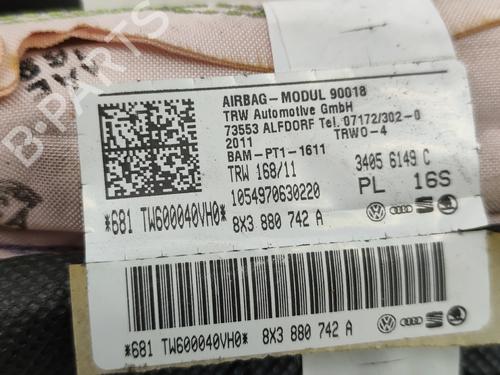 AIRBAG-MODUL 90018
TRW Automotive GmbH
73553 ALFDORF Tel. 07172/302-0
2011 TRWO-4
BAM-PT1-1611
TRW 168/11 3405 6149 C
1054970630220 PL 16S
*681 TW600040VH0* 8X3 880 742 A
*681 TW600040VH0* 8X3 880 742 A
B-PARTS